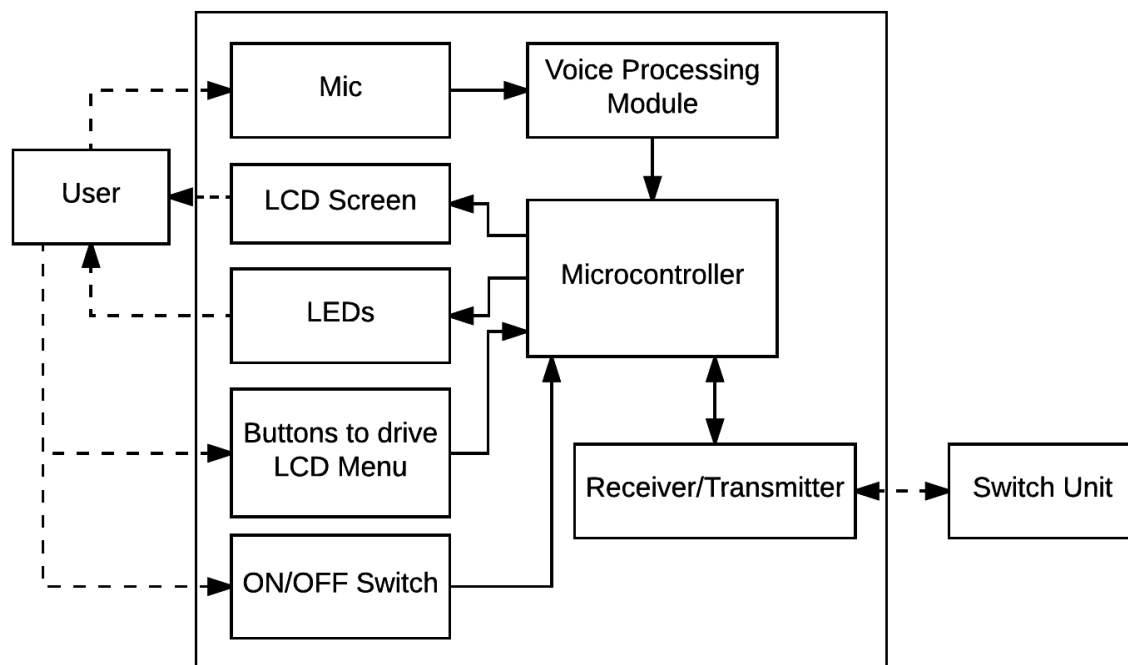 Mic
Voice Processing
Module
User
LCD Screen
Microcontroller
LEDs
Buttons to drive
LCD Menu
Receiver/Transmitter
Switch Unit
ON/OFF Switch